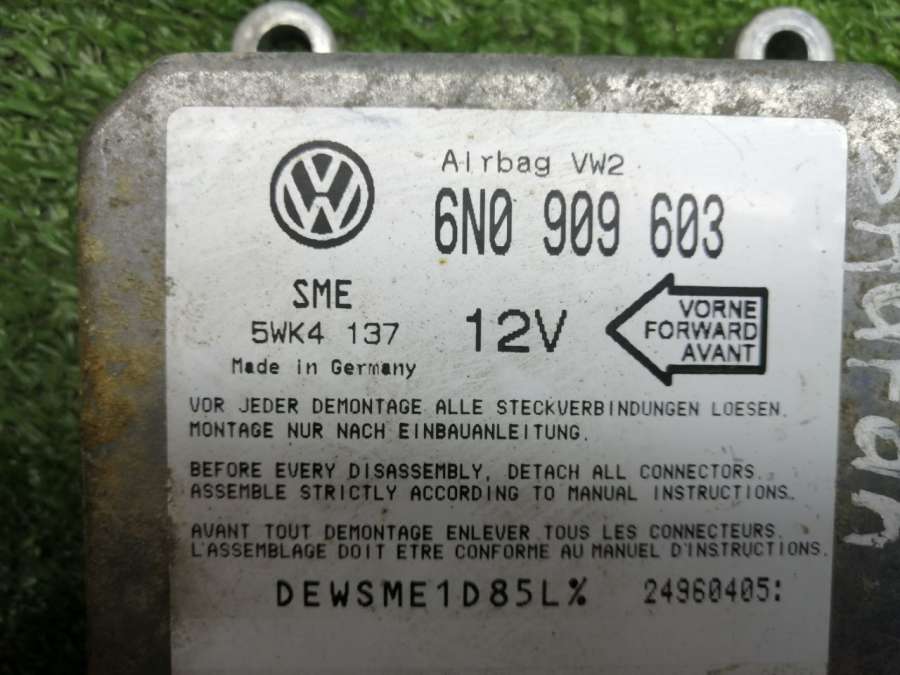 Airbag VW2
6N0 909 603
SME
5WK4 137
Made in Germany
12V
VORNE
FORWARD
AVANT
VOR JEDER DEMONTAGE ALLE STECKVERBINDUNGEN LOESEN.
MONTAGE NUR NACH EINBAUANLEITUNG.
BEFORE EVERY DISASSEMBLY, DETACH ALL CONNECTORS.
ASSEMBLE STRICTLY ACCORDING TO MANUAL INSTRUCTIONS.
AVANT TOUT DEMONTAGE ENLEVER TOUS LES CONNECTEURS.
L'ASSEMBLAGE DOIT ETRE CONFORME AU MANUEL D'INSTRUCTIONS.
DEWSME1D85L% 24960405: